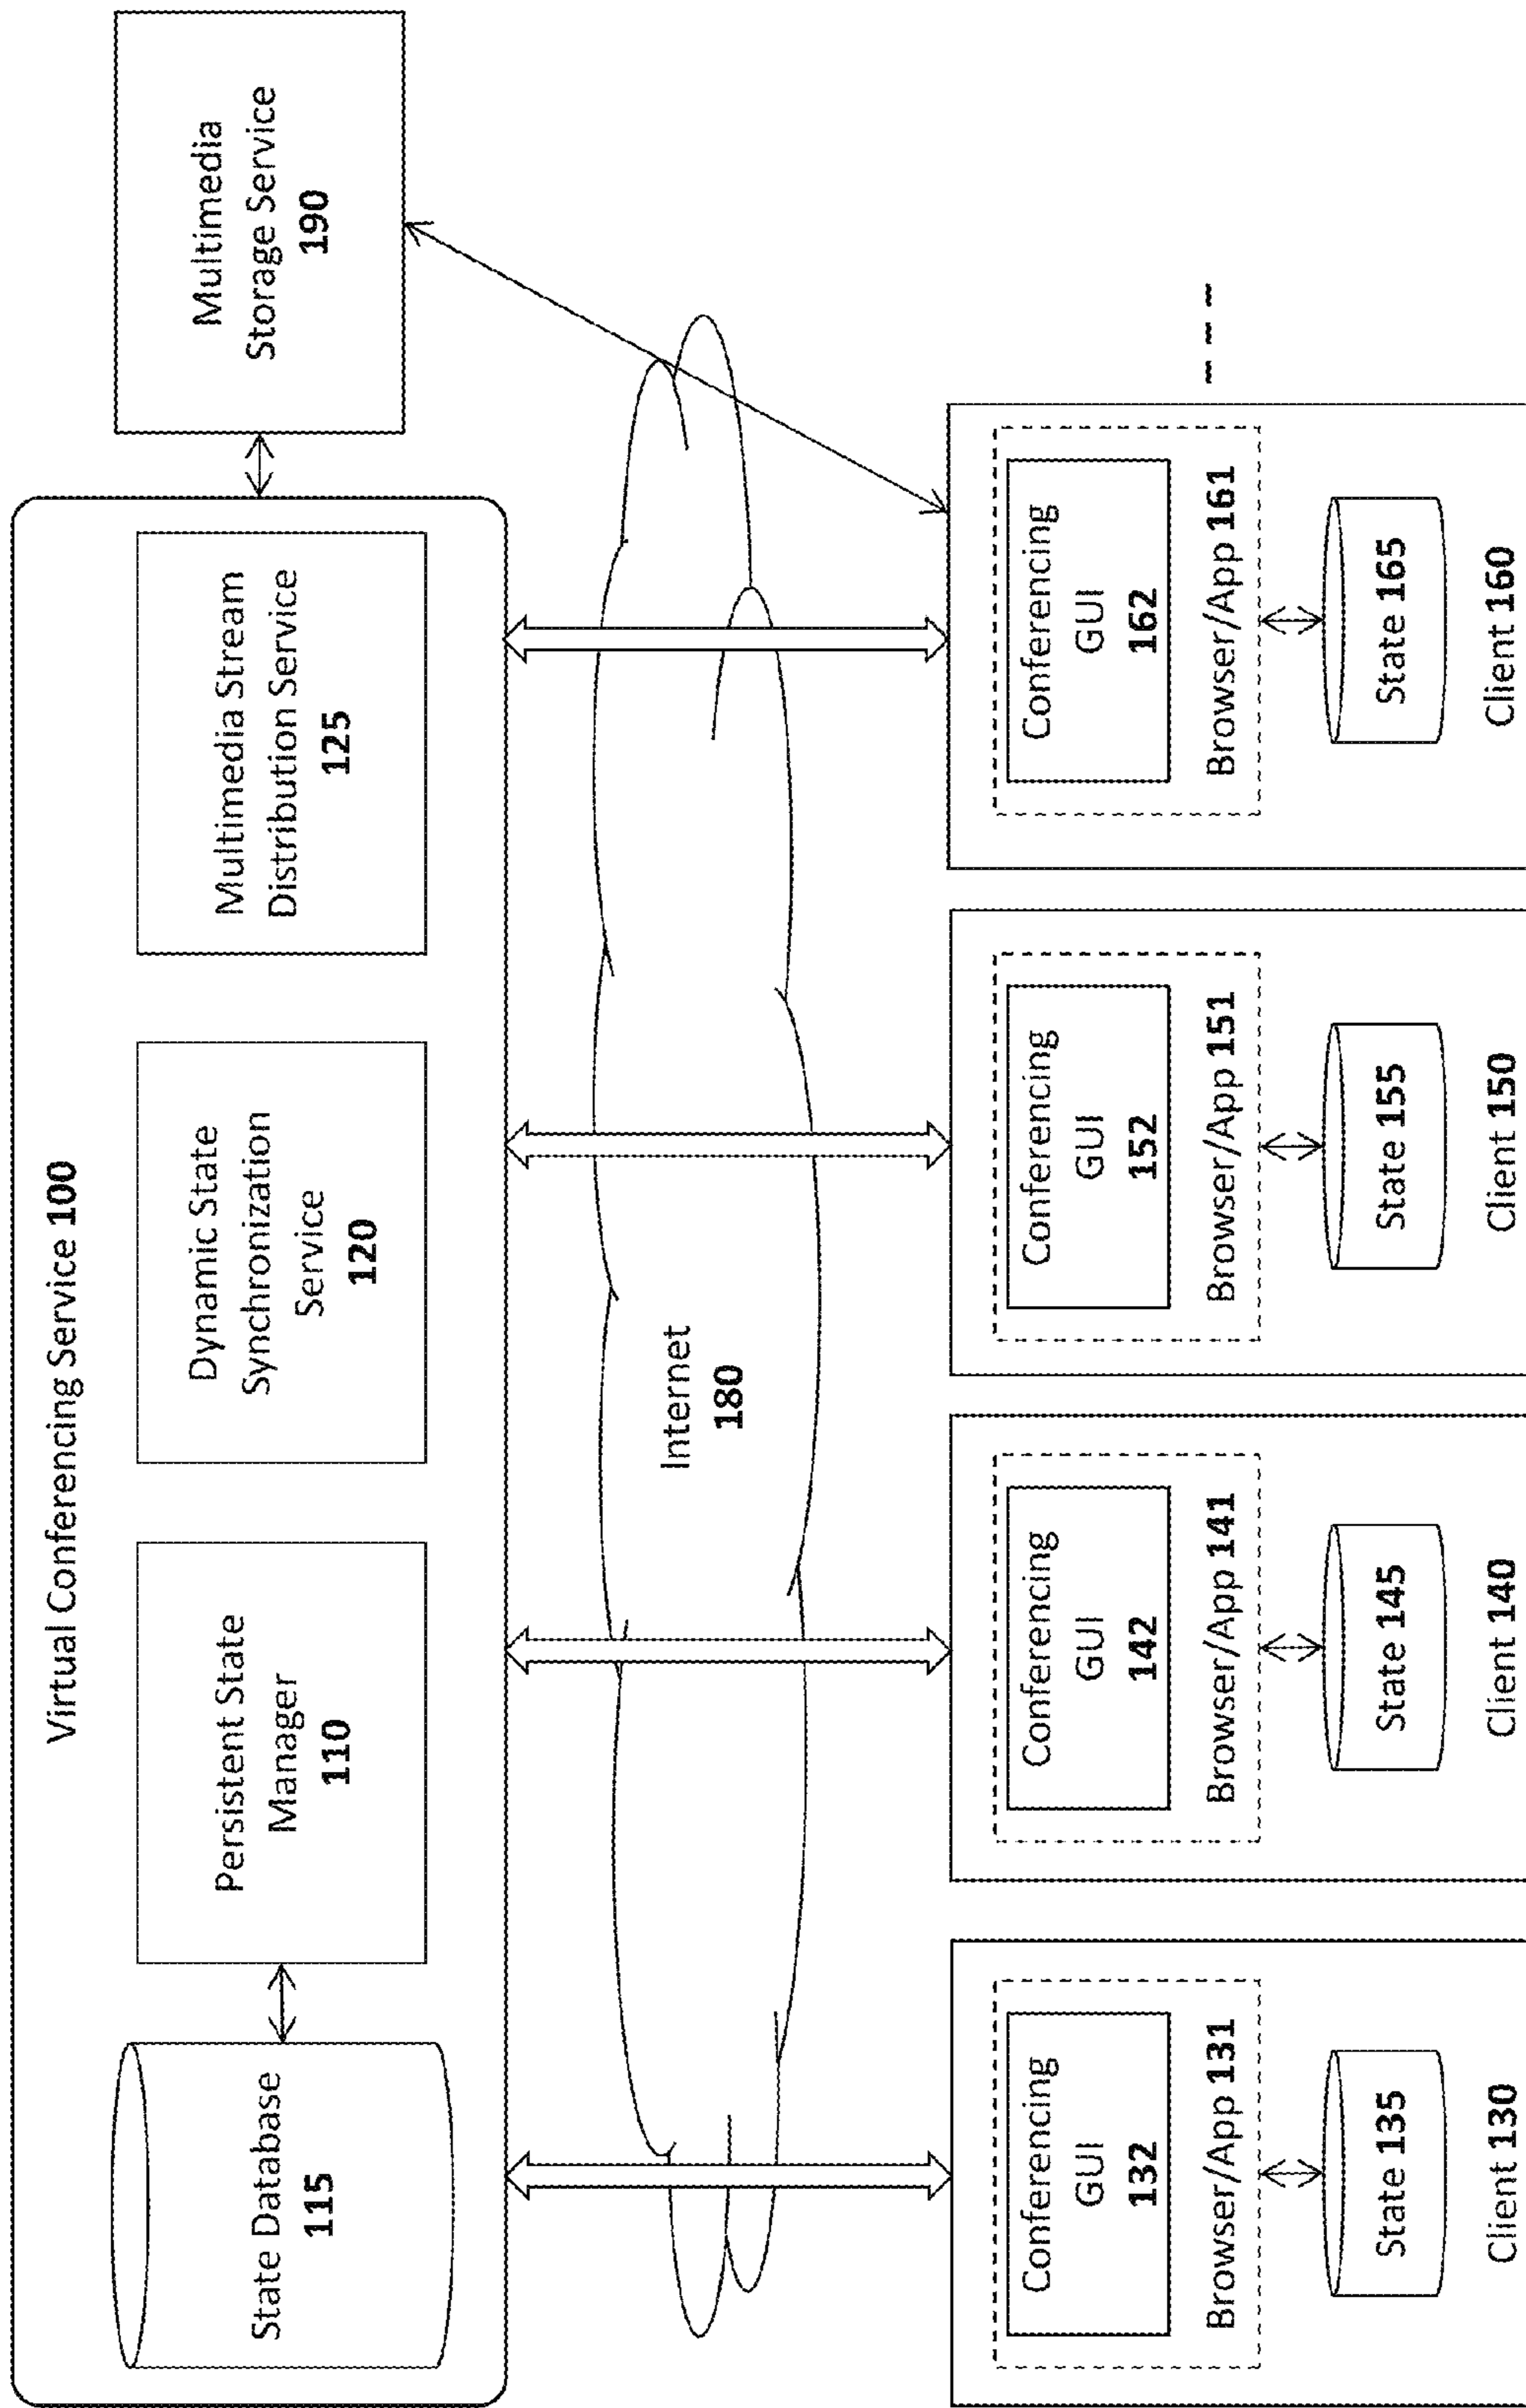 Virtual Conferencing Service 100
State Database
115
Persistent State
Manager
110
Dynamic State
Synchronization
Service
120
Multimedia Stream
Distribution Service
125
Multimedia
Storage Service
190
Internet
180
Conferencing
GUI
132
Browser/App 131
State 135
Client 130
Conferencing
GUI
142
Browser/App 141
State 145
Client 140
Conferencing
GUI
152
Browser/App 151
State 155
Client 150
Conferencing
GUI
162
Browser/App 161
State 165
Client 160